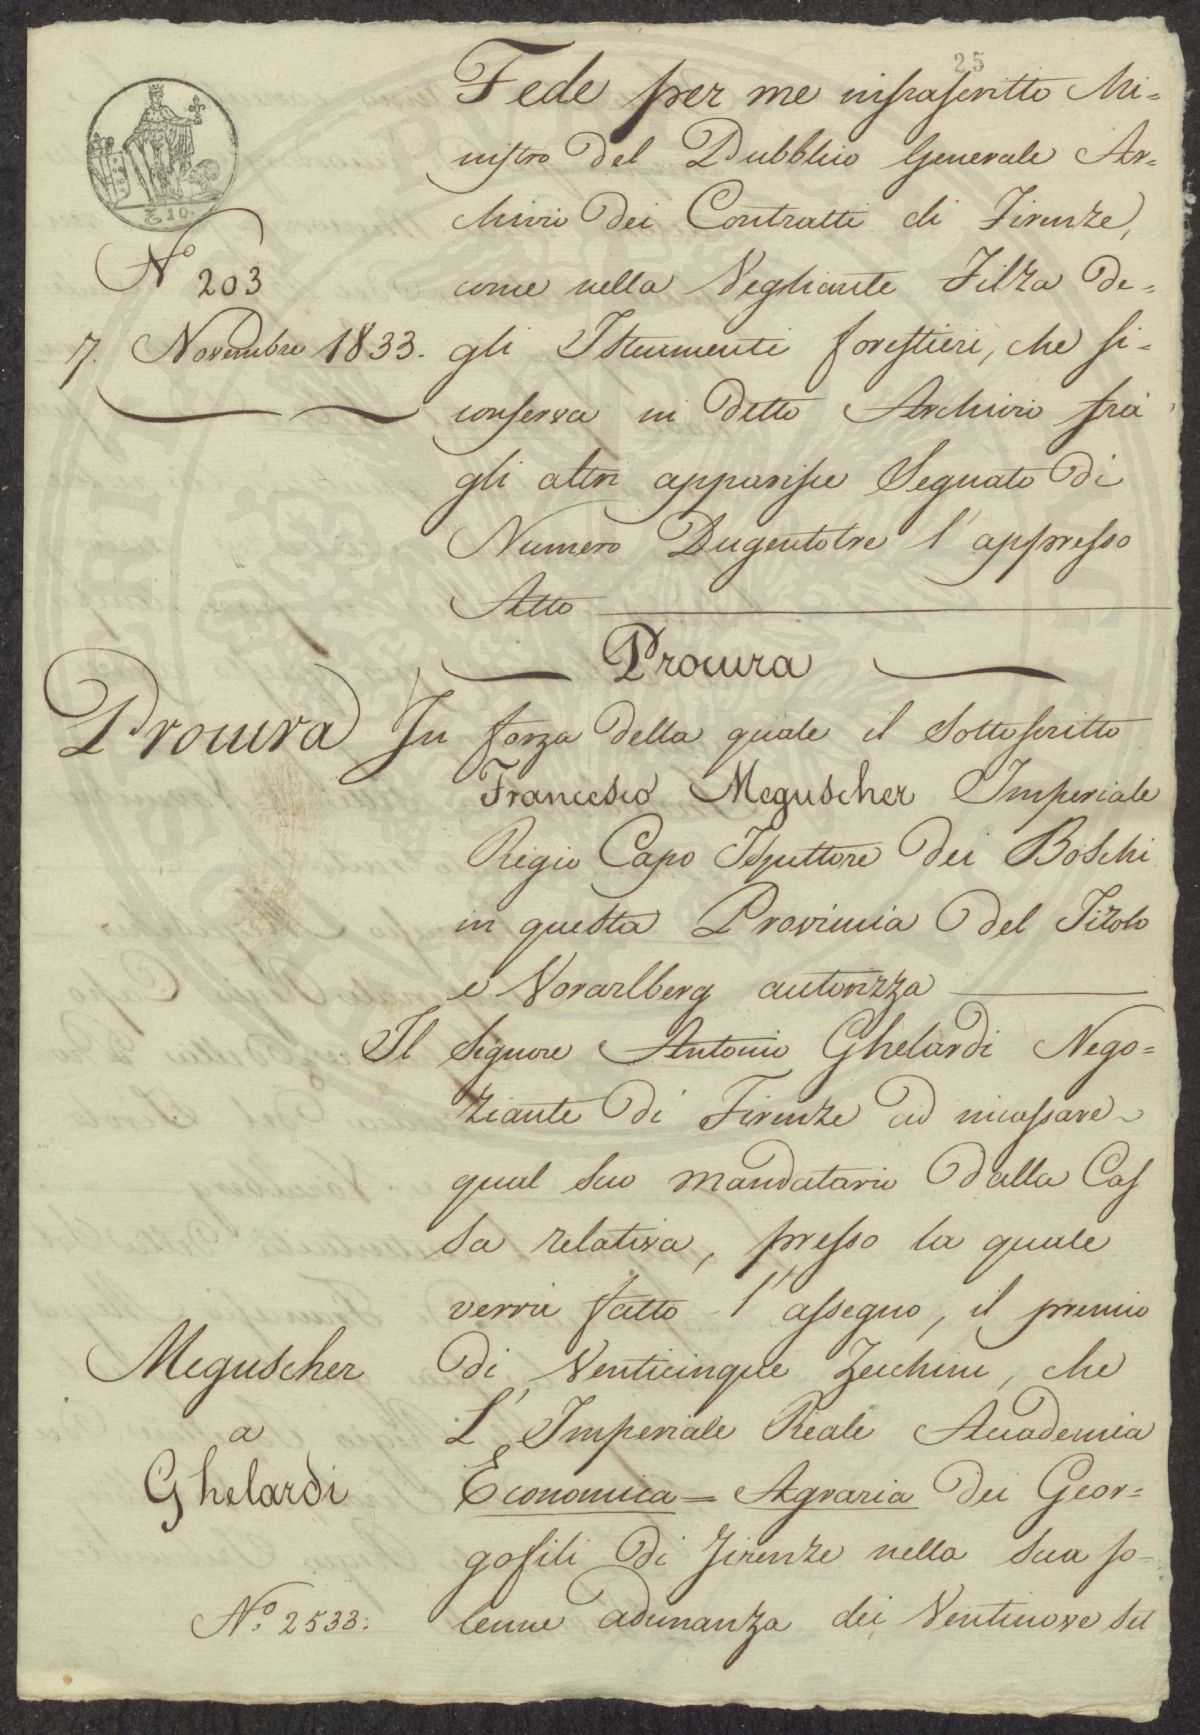 25
Fede per me infrascritto Mi=
nistro del Pubblico Generale Ar=
chivio dei Contratti di Firenze,
come nella Vegliante Filza de=
gli Istrumenti forestieri, che si=
conserva in detto Archivio fra
gli altri apparisce Segnato di
Numero Dugentotre l'appresso
Atto
₰ 10.
N.º 203
7. Novembre 1833.
Procura
Procura
In forza della quale il Sottoscritto
Francesco Meguscher Imperiale
Regio Capo Ispettore dei Boschi
in questa Provincia del Tirolo
e Vorarlberg autorizza
Il Signore Antonio Ghelardi Nego=
ziante di Firenze ad incassare
qual suo mandatario dalla Cas
sa relativa, presso la quale
verrà fatto l'assegno, il premio
di Venticinque Zecchini, che
L'Imperiale Reale Accademia
Economica = Agraria dei Geor=
gofili di Firenze nella sua so=
lenne adunanza dei Ventinove Set
Meguscher
a
Ghelardi
N.º 2533.